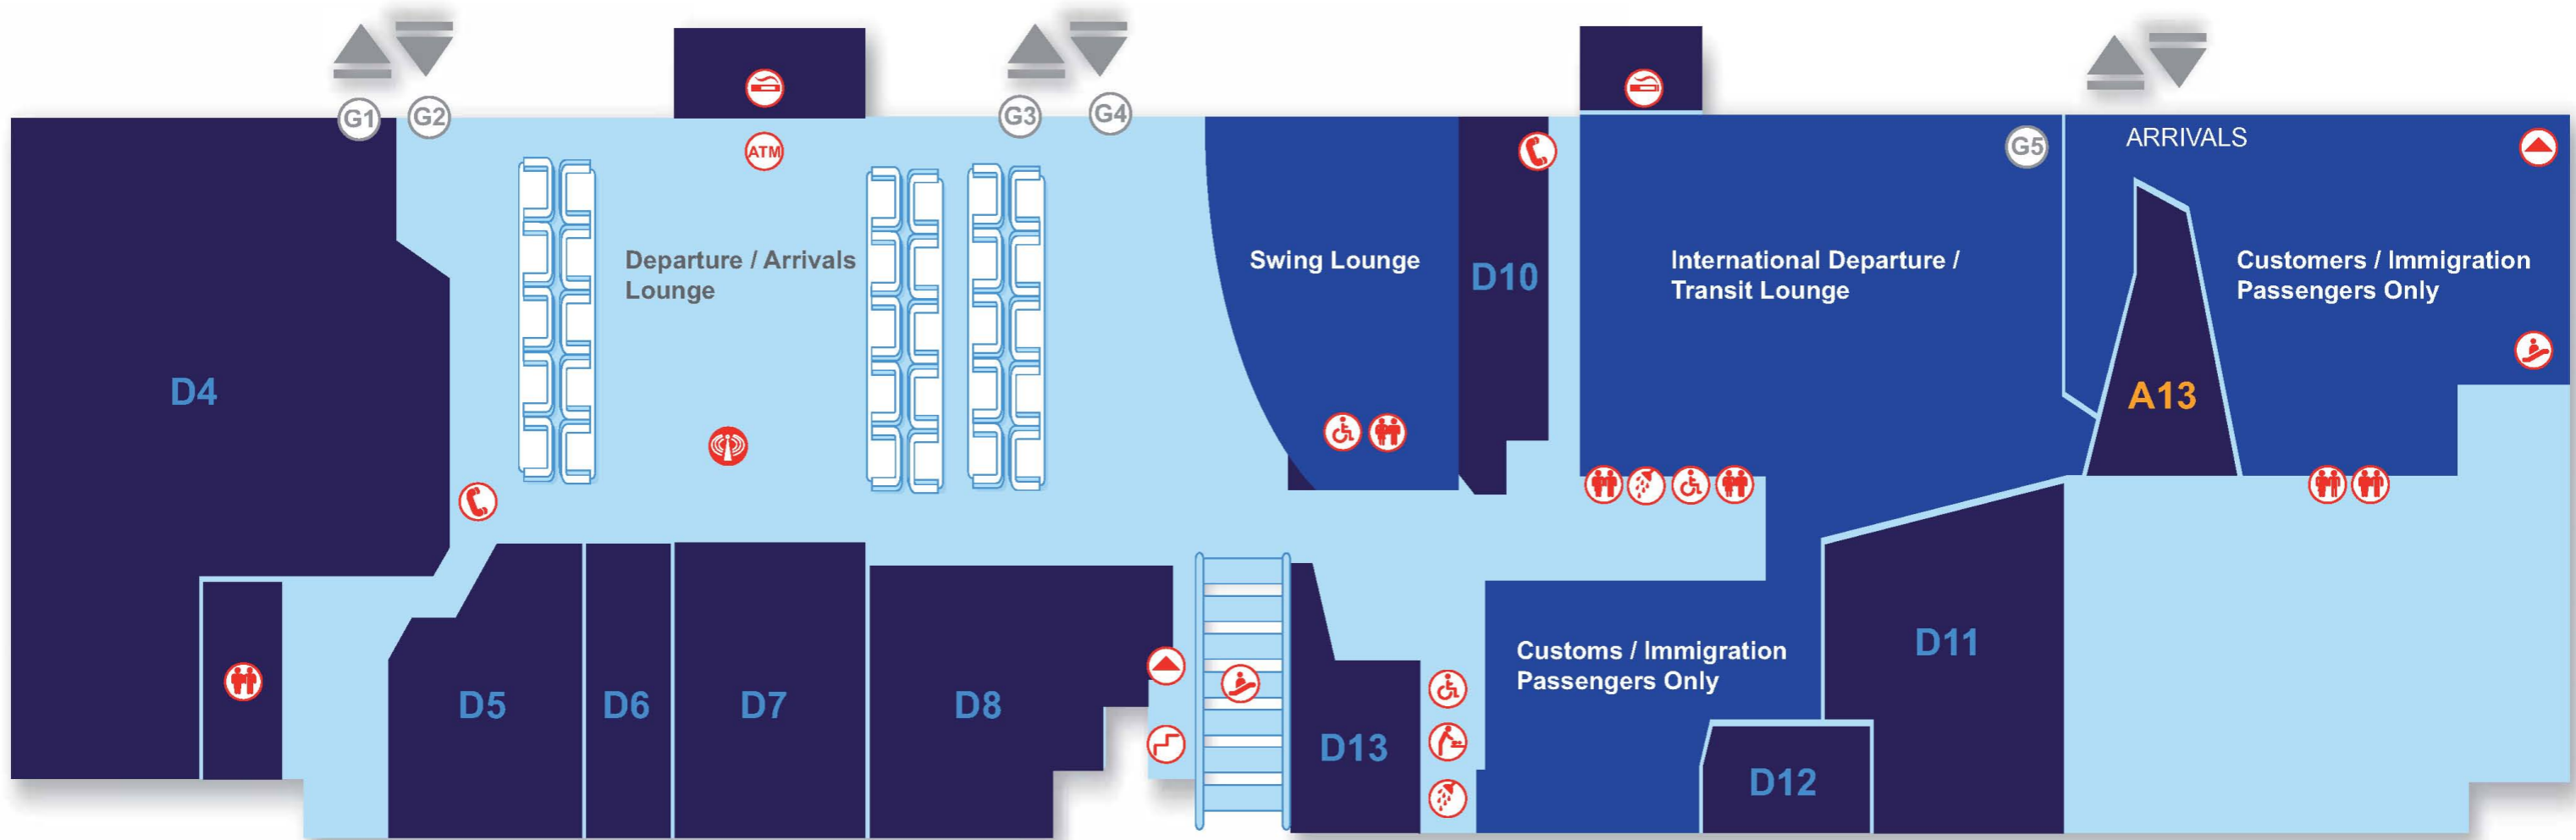 G1
G2
G3
G4
ATM
G5
ARRIVALS
Departure / Arrivals
Lounge
Swing Lounge
D10
International Departure /
Transit Lounge
Customers / Immigration
Passengers Only
D4
A13
D5
D6
D7
D8
D13
Customs / Immigration
Passengers Only
D11
D12